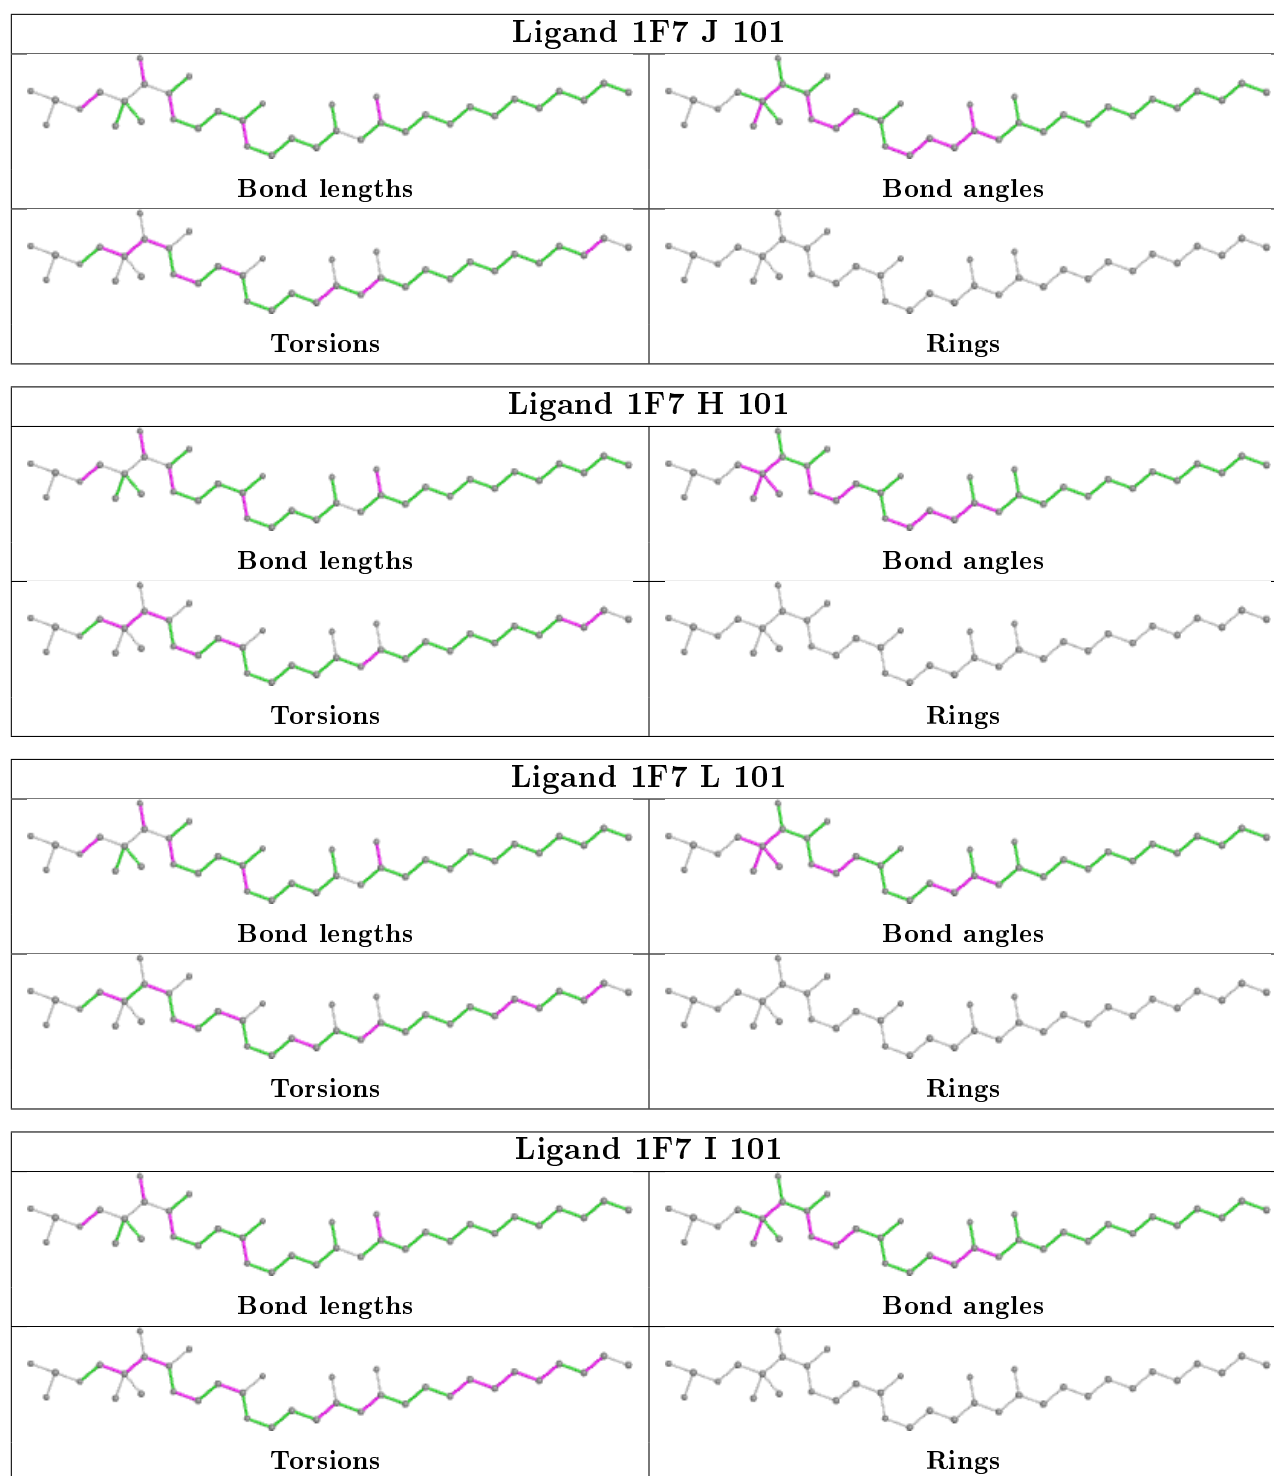 Ligand 1F7 J 101
Bond lengths
Bond angles
Torsions
Rings
Ligand 1F7 H 101
Bond lengths
Bond angles
Torsions
Rings
Ligand 1F7 L 101
Bond lengths
Bond angles
Torsions
Rings
Ligand 1F7 I 101
Bond lengths
Bond angles
Torsions
Rings